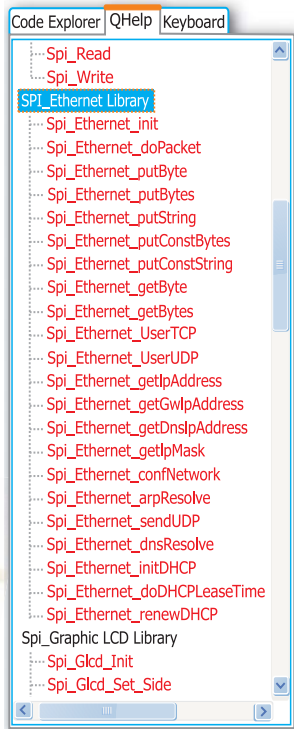 Code Explorer QHelp Keyboard
Spi_Read
Spi_Write
SPI_Ethernet Library
Spi_Ethernet_init
Spi_Ethernet_doPacket
Spi_Ethernet_putByte
Spi_Ethernet_putBytes
Spi_Ethernet_putString
Spi_Ethernet_putConstBytes
Spi_Ethernet_putConstString
Spi_Ethernet_getByte
Spi_Ethernet_getBytes
Spi_Ethernet_UserTCP
Spi_Ethernet_UserUDP
Spi_Ethernet_getIpAddress
Spi_Ethernet_getGwIpAddress
Spi_Ethernet_getDnsIpAddress
Spi_Ethernet_getIpMask
Spi_Ethernet_confNetwork
Spi_Ethernet_arpResolve
Spi_Ethernet_sendUDP
Spi_Ethernet_dnsResolve
Spi_Ethernet_initDHCP
Spi_Ethernet_doDHCPLeaseTime
Spi_Ethernet_renewDHCP
Spi_Graphic LCD Library
Spi_Glcd_Init
Spi_Glcd_Set_Side